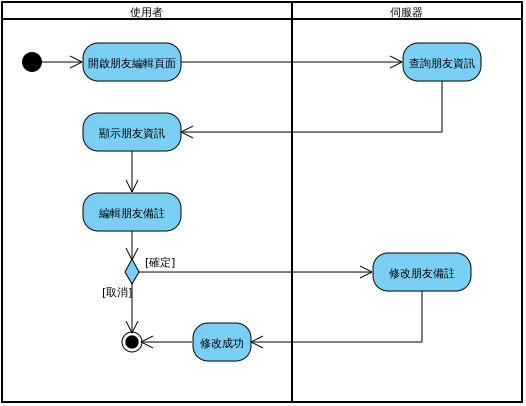 使用者
伺服器
開啟朋友編輯頁面
查詢朋友資訊
顯示朋友資訊
編輯朋友備註
[確定]
修改朋友備註
[取消]
修改成功